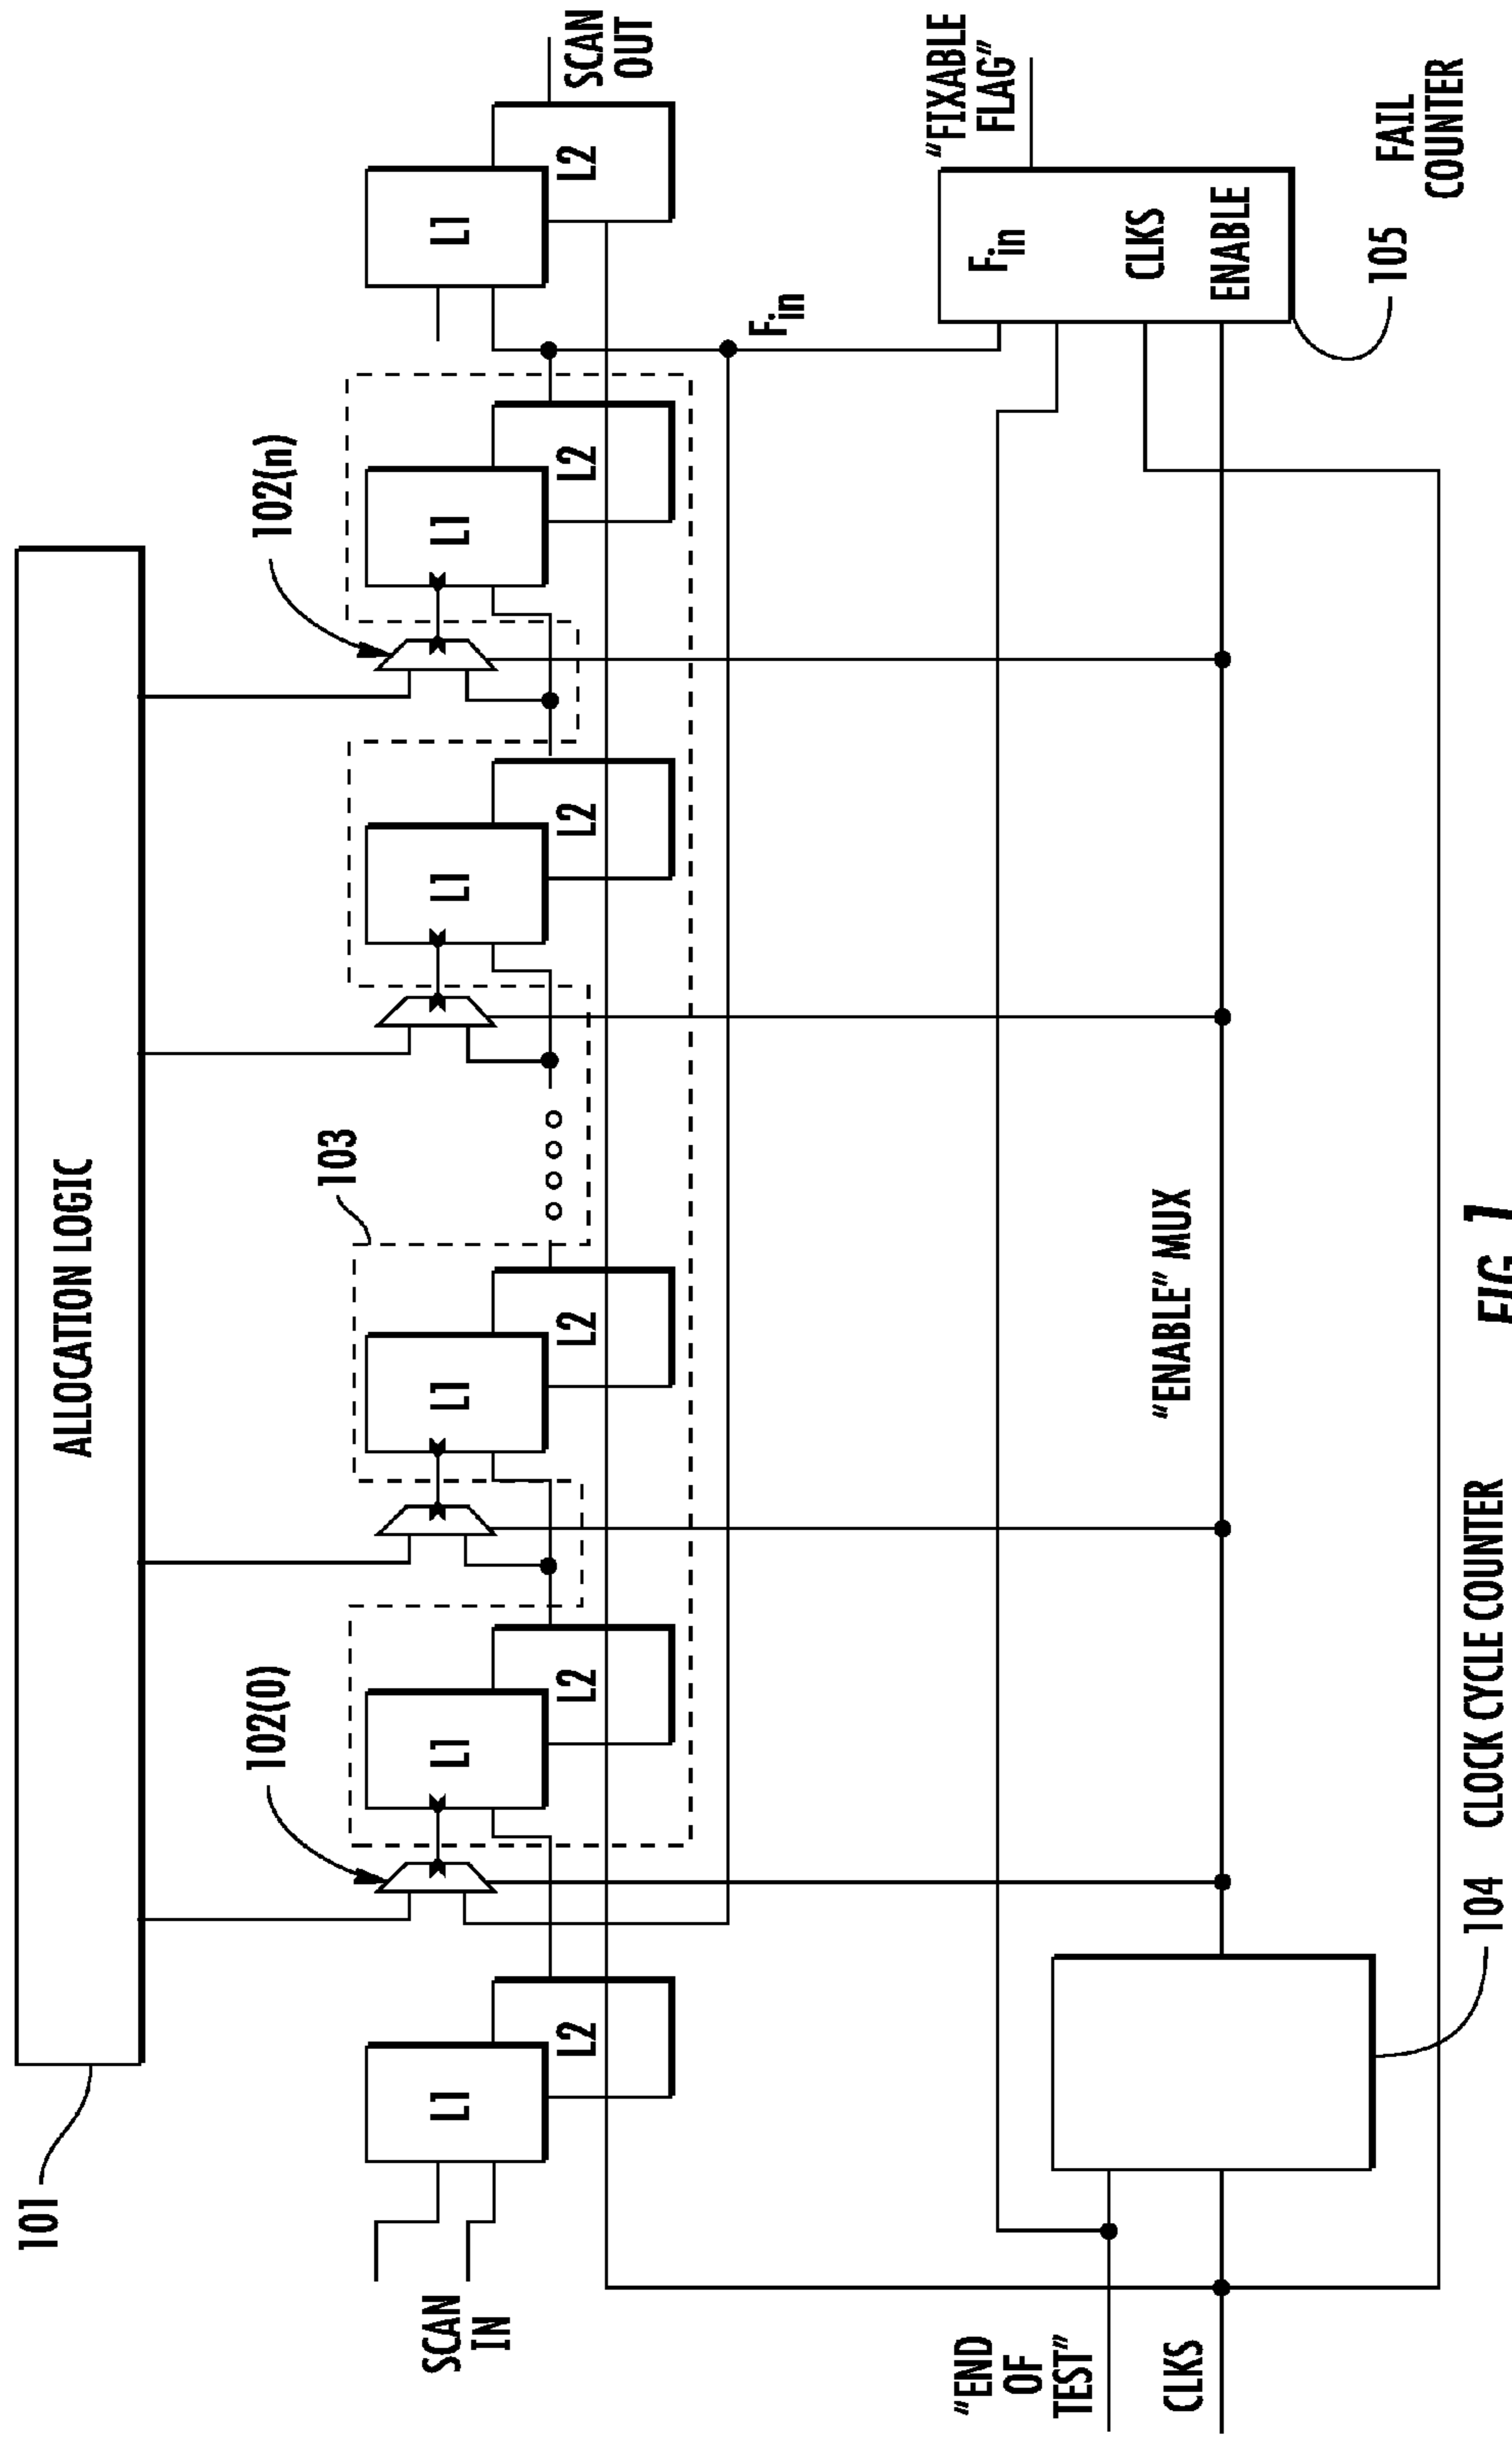 101
ALLOCATION LOGIC
102(0)
103
102(n)
SCAN
IN
L1
L2
L1
L2
L1
L2
L1
L2
L1
L2
L1
L2
SCAN
OUT
Fin
"END
OF
TEST"
CLKS
"ENABLE" MUX
Fin
CLKS
ENABLE
"FIXABLE
FLAG"
104 CLOCK CYCLE COUNTER
105
FAIL
COUNTER
FIG. 1